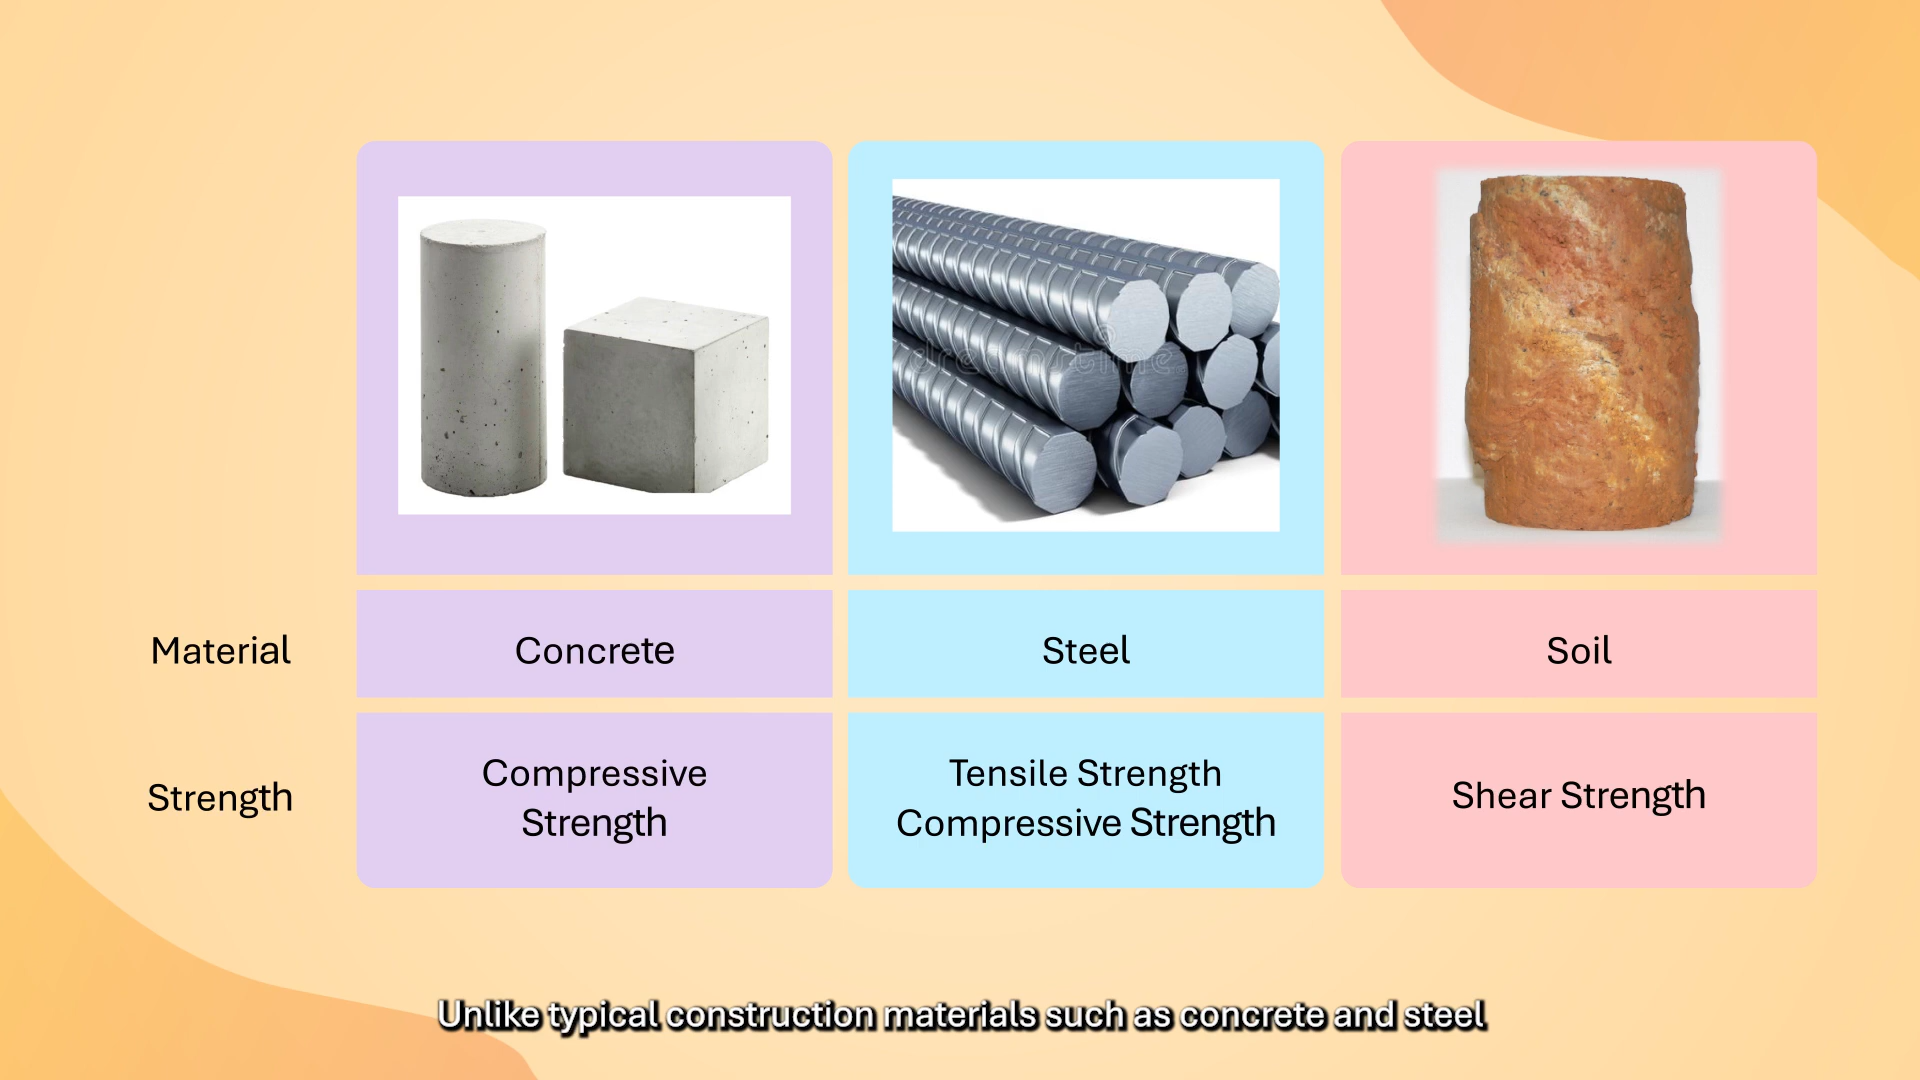 dreamstime
Material
Concrete
Steel
Soil
Strength
Compressive
Strength
Tensile Strength
Compressive Strength
Shear Strength
Unlike typical construction materials such as concrete and steel